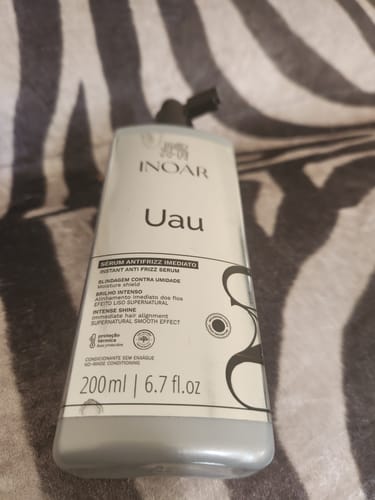 INOAR
Uau
SÉRUM ANTIFRIZZ IMEDIATO
INSTANT ANTI FRIZZ SERUM
BLINDAGEM CONTRA UMIDADE
Moisture shield
BRILHO INTENSO
Alinhamento imediato dos fios
EFEITO LISO SUPERNATURAL
INTENSE SHINE
Immediate hair alignment
SUPERNATURAL SMOOTH EFFECT
proteção
térmica
CONDICIONANTE SEM ENXÁGUE
NO-RINSE CONDITIONING
200 ml | 6.7 fl.oz